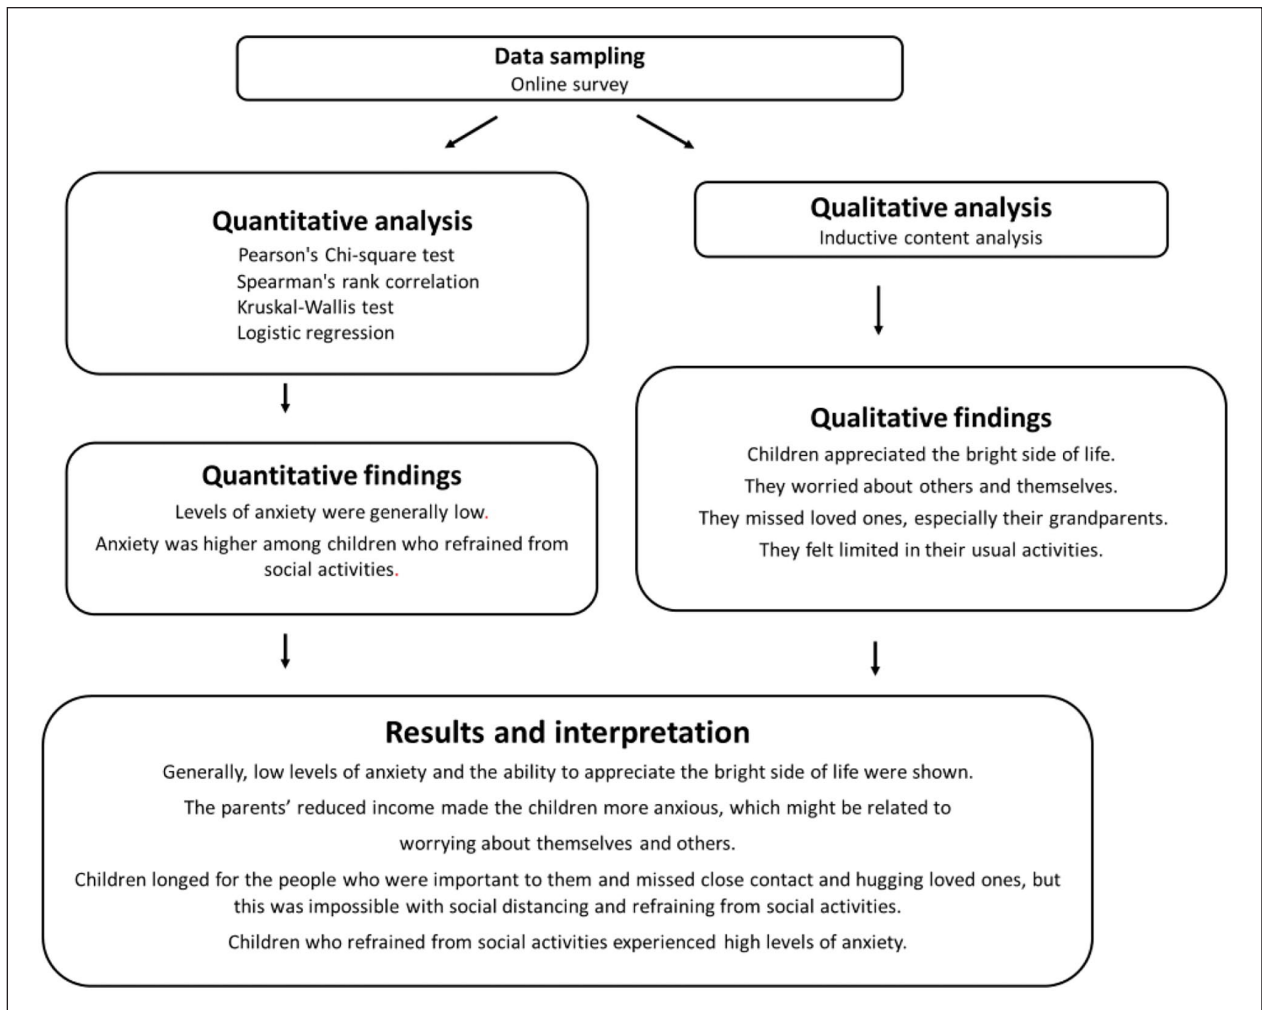 Data sampling
Online survey
Quantitative analysis
Pearson's Chi-square test
Spearman's rank correlation
Kruskal-Wallis test
Logistic regression
Qualitative analysis
Inductive content analysis
Quantitative findings
Levels of anxiety were generally low.
Anxiety was higher among children who refrained from
social activities.
Qualitative findings
Children appreciated the bright side of life.
They worried about others and themselves.
They missed loved ones, especially their grandparents.
They felt limited in their usual activities.
Results and interpretation
Generally, low levels of anxiety and the ability to appreciate the bright side of life were shown.
The parents’ reduced income made the children more anxious, which might be related to
worrying about themselves and others.
Children longed for the people who were important to them and missed close contact and hugging loved ones, but
this was impossible with social distancing and refraining from social activities.
Children who refrained from social activities experienced high levels of anxiety.